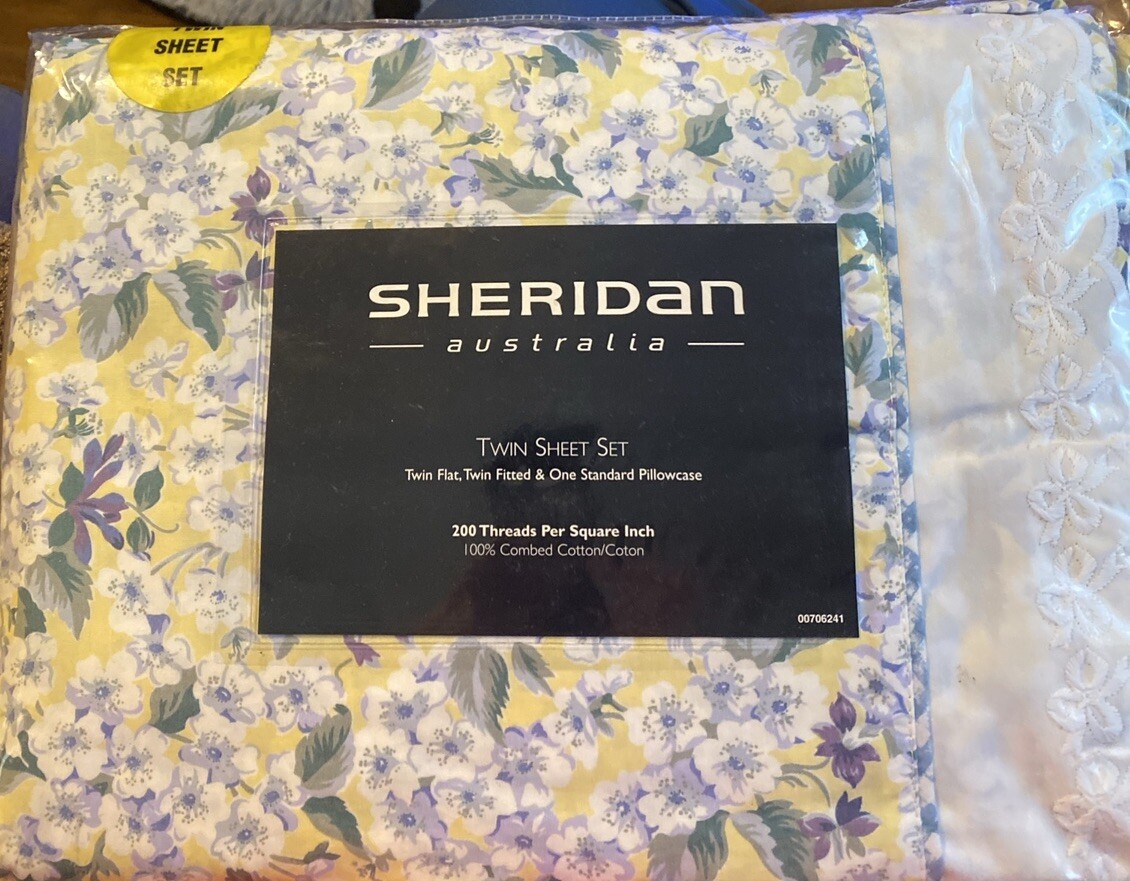 SHEET
SET
SHERIDan
australia
TWIN SHEET SET
Twin Flat, Twin Fitted & One Standard Pillowcase
200 Threads Per Square Inch
100% Combed Cotton/Coton
00706241